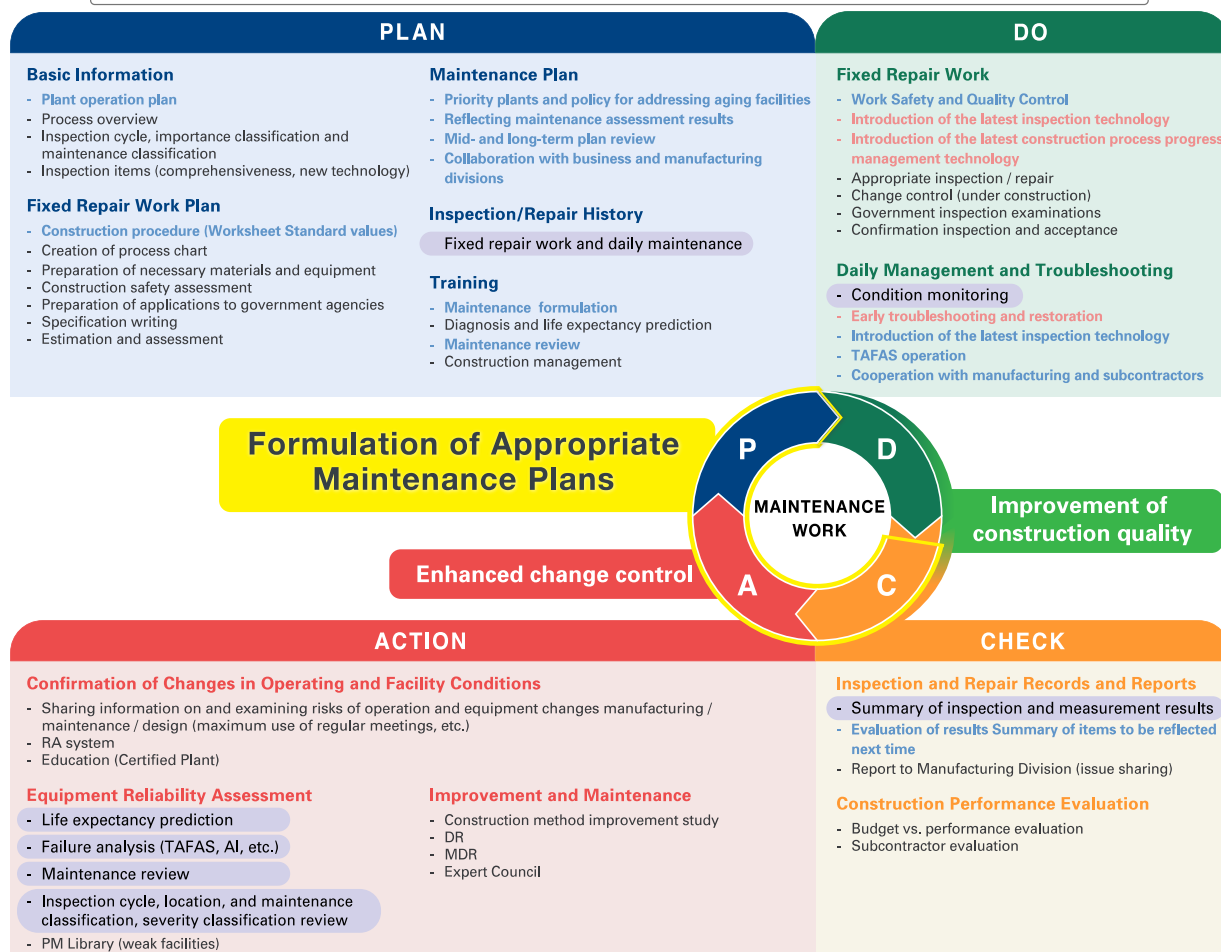 PLAN
Basic Information
- Plant operation plan
- Process overview
- Inspection cycle, importance classification and
maintenance classification
- Inspection items (comprehensiveness, new technology)
Fixed Repair Work Plan
- Construction procedure (Worksheet Standard values)
- Creation of process chart
- Preparation of necessary materials and equipment
- Construction safety assessment
- Preparation of applications to government agencies
- Specification writing
- Estimation and assessment
Maintenance Plan
- Priority plants and policy for addressing aging facilities
- Reflecting maintenance assessment results
- Mid- and long-term plan review
- Collaboration with business and manufacturing
divisions
Inspection/Repair History
Fixed repair work and daily maintenance
Training
- Maintenance formulation
- Diagnosis and life expectancy prediction
- Maintenance review
- Construction management
DO
Fixed Repair Work
- Work Safety and Quality Control
- Introduction of the latest inspection technology
- Introduction of the latest construction process progress
management technology
- Appropriate inspection / repair
- Change control (under construction)
- Government inspection examinations
- Confirmation inspection and acceptance
Daily Management and Troubleshooting
- Condition monitoring
- Early troubleshooting and restoration
- Introduction of the latest inspection technology
- TAFAS operation
- Cooperation with manufacturing and subcontractors
Formulation of Appropriate
Maintenance Plans
P
D
MAINTENANCE
WORK
A
C
Improvement of
construction quality
Enhanced change control
ACTION
Confirmation of Changes in Operating and Facility Conditions
- Sharing information on and examining risks of operation and equipment changes manufacturing /
maintenance / design (maximum use of regular meetings, etc.)
- RA system
- Education (Certified Plant)
Equipment Reliability Assessment
- Life expectancy prediction
- Failure analysis (TAFAS, AI, etc.)
- Maintenance review
- Inspection cycle, location, and maintenance
classification, severity classification review
- PM Library (weak facilities)
Improvement and Maintenance
- Construction method improvement study
- DR
- MDR
- Expert Council
CHECK
Inspection and Repair Records and Reports
- Summary of inspection and measurement results
- Evaluation of results Summary of items to be reflected
next time
- Report to Manufacturing Division (issue sharing)
Construction Performance Evaluation
- Budget vs. performance evaluation
- Subcontractor evaluation